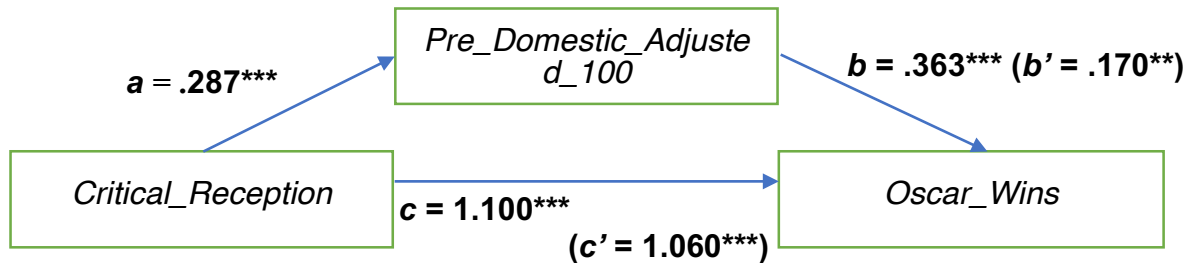 Pre_Domestic_Adjuste
d_100
a = .287***
b = .363*** (b’ = .170**)
Critical_Reception
Oscar_Wins
c = 1.100***
(c’ = 1.060***)